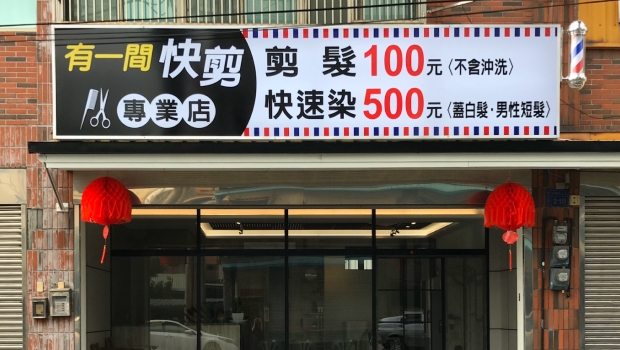 有一間快剪
專業店
剪髮100元〈不含沖洗〉
快速染500元〈蓋白髮·男性短髮〉